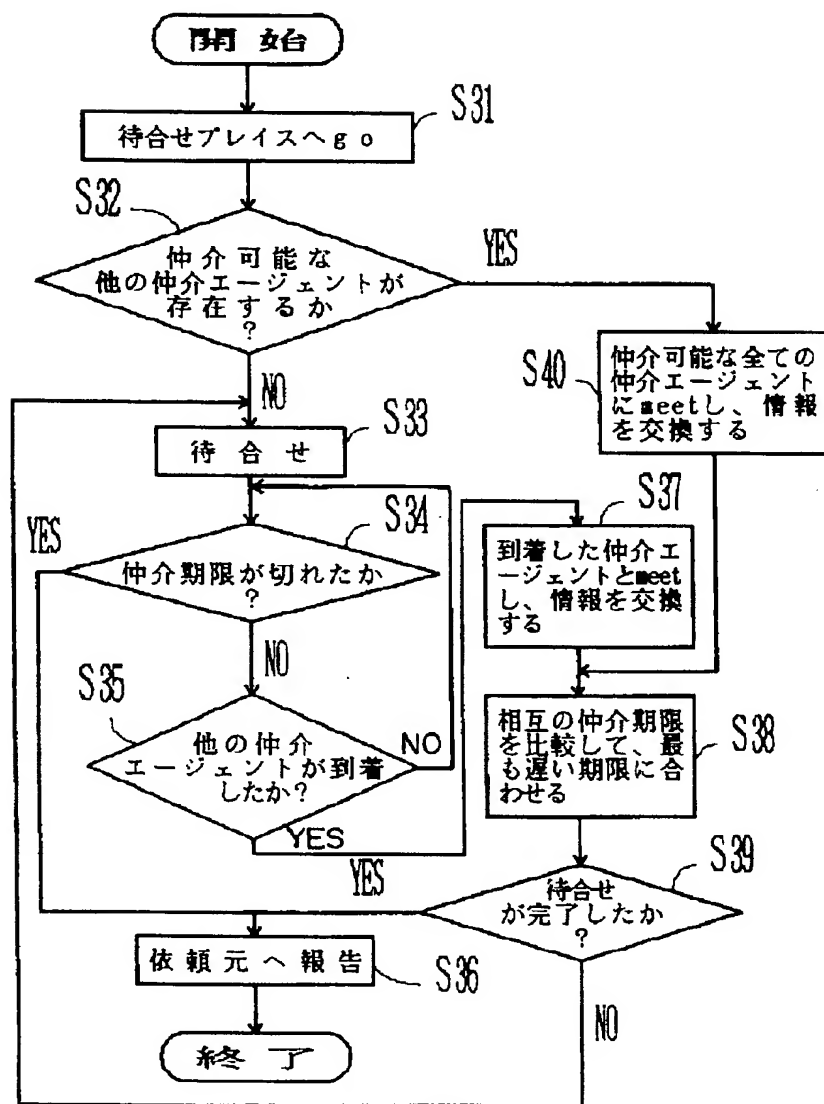 開始
S31
待合せプレイスへgo
S32
仲介可能な
他の仲介エージェントが
存在するか
?
YES
NO
S40
仲介可能な全ての
仲介エージェント
にmeetし、情報
を交換する
S33
待合せ
S34
YES
仲介期限が切れたか
?
NO
S37
到着した仲介エ
ージェントとmeet
し、情報を交換
する
S35
他の仲介
エージェントが到着
したか?
NO
YES
S38
相互の仲介期限
を比較して、最
も遅い期限に合
わせる
YES
S39
待合せ
が完了したか
?
NO
依頼元へ報告
S36
終了